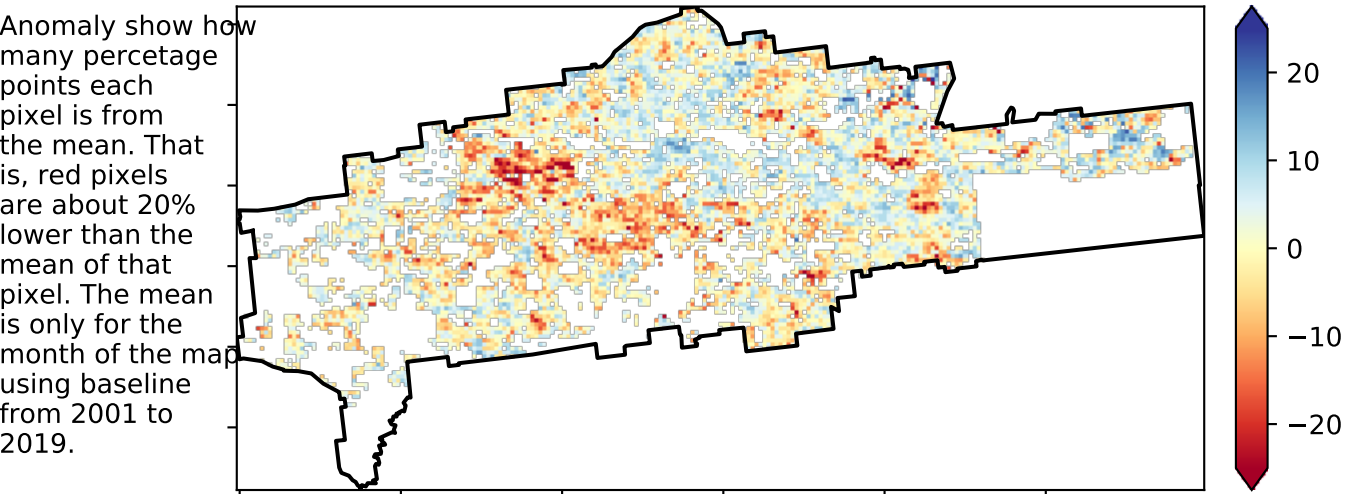 Anomaly show how
many percetage
points each
pixel is from
the mean. That
is, red pixels
are about 20%
lower than the
mean of that
pixel. The mean
is only for the
month of the map
using baseline
from 2001 to
2019.
20
10
0
−10
−20